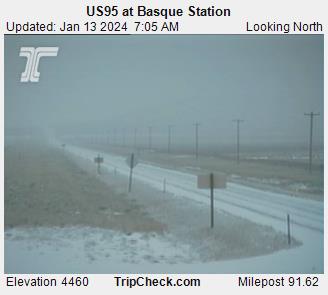 US95 at Basque Station
Updated: Jan 13 2024  7:05 AM
Looking North
Elevation 4460
TripCheck.com
Milepost 91.62